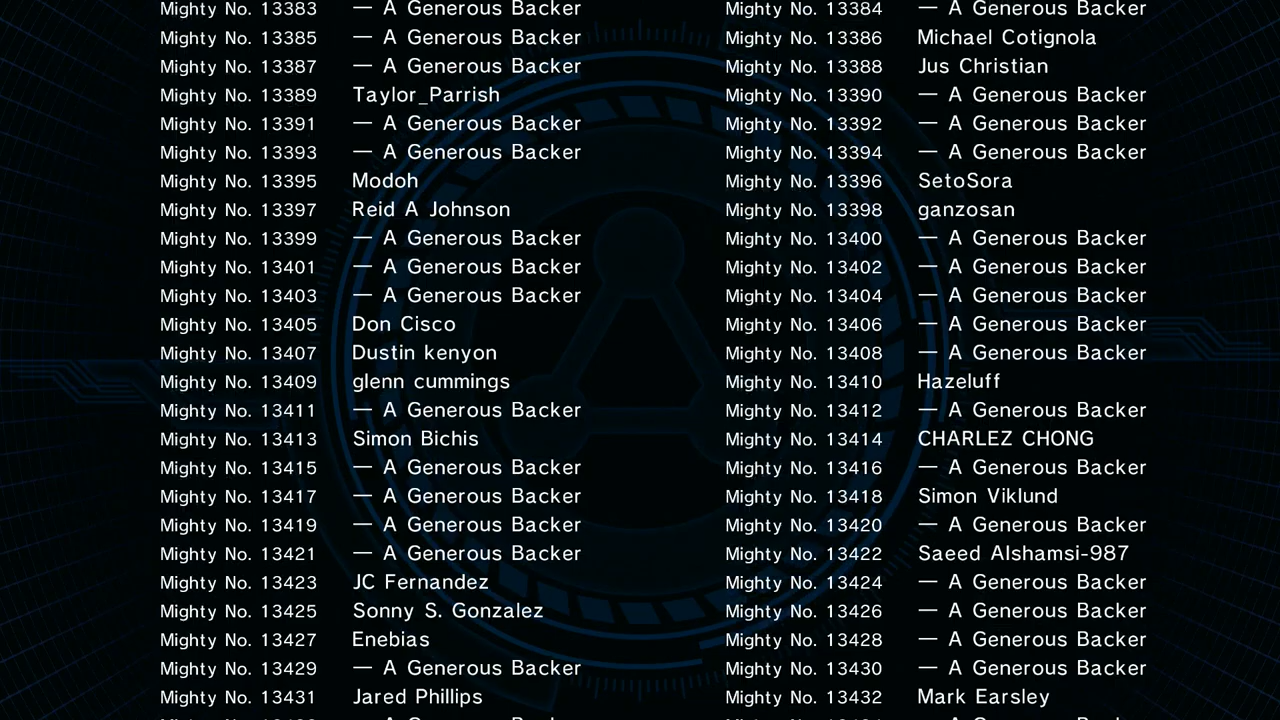 Mighty No. 13383 — A Generous Backer Mighty No. 13384 — A Generous Backer
Mighty No. 13385 — A Generous Backer Mighty No. 13386 Michael Cotignola
Mighty No. 13387 — A Generous Backer Mighty No. 13388 Jus Christian
Mighty No. 13389 Taylor_Parrish Mighty No. 13390 — A Generous Backer
Mighty No. 13391 — A Generous Backer Mighty No. 13392 — A Generous Backer
Mighty No. 13393 — A Generous Backer Mighty No. 13394 — A Generous Backer
Mighty No. 13395 Modoh Mighty No. 13396 SetoSora
Mighty No. 13397 Reid A Johnson Mighty No. 13398 ganzosan
Mighty No. 13399 — A Generous Backer Mighty No. 13400 — A Generous Backer
Mighty No. 13401 — A Generous Backer Mighty No. 13402 — A Generous Backer
Mighty No. 13403 — A Generous Backer Mighty No. 13404 — A Generous Backer
Mighty No. 13405 Don Cisco Mighty No. 13406 — A Generous Backer
Mighty No. 13407 Dustin kenyon Mighty No. 13408 — A Generous Backer
Mighty No. 13409 glenn cummings Mighty No. 13410 Hazeluff
Mighty No. 13411 — A Generous Backer Mighty No. 13412 — A Generous Backer
Mighty No. 13413 Simon Bichis Mighty No. 13414 CHARLEZ CHONG
Mighty No. 13415 — A Generous Backer Mighty No. 13416 — A Generous Backer
Mighty No. 13417 — A Generous Backer Mighty No. 13418 Simon Viklund
Mighty No. 13419 — A Generous Backer Mighty No. 13420 — A Generous Backer
Mighty No. 13421 — A Generous Backer Mighty No. 13422 Saeed Alshamsi-987
Mighty No. 13423 JC Fernandez Mighty No. 13424 — A Generous Backer
Mighty No. 13425 Sonny S. Gonzalez Mighty No. 13426 — A Generous Backer
Mighty No. 13427 Enebias Mighty No. 13428 — A Generous Backer
Mighty No. 13429 — A Generous Backer Mighty No. 13430 — A Generous Backer
Mighty No. 13431 Jared Phillips Mighty No. 13432 Mark Earsley